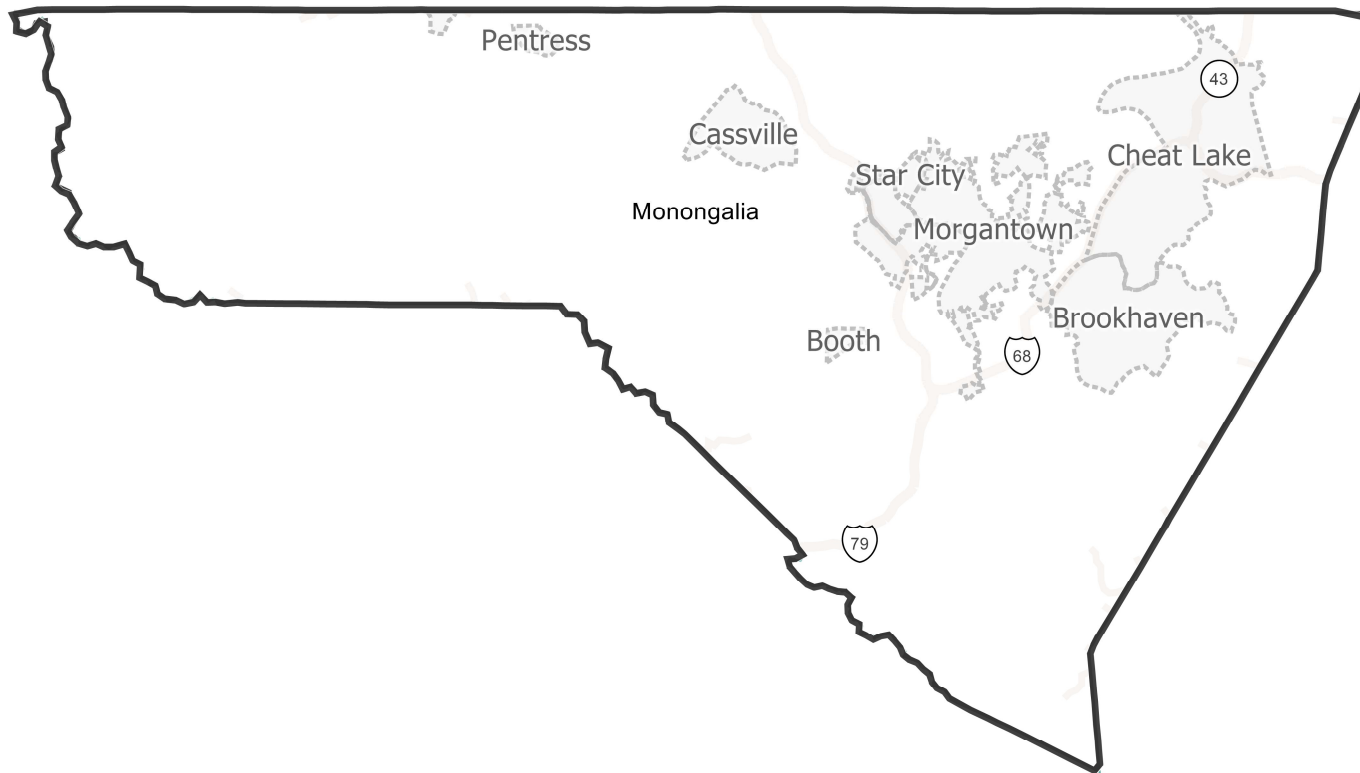 Pentress
43
Cassville
Cheat Lake
Star City
Monongalia
Morgantown
Brookhaven
Booth
68
79